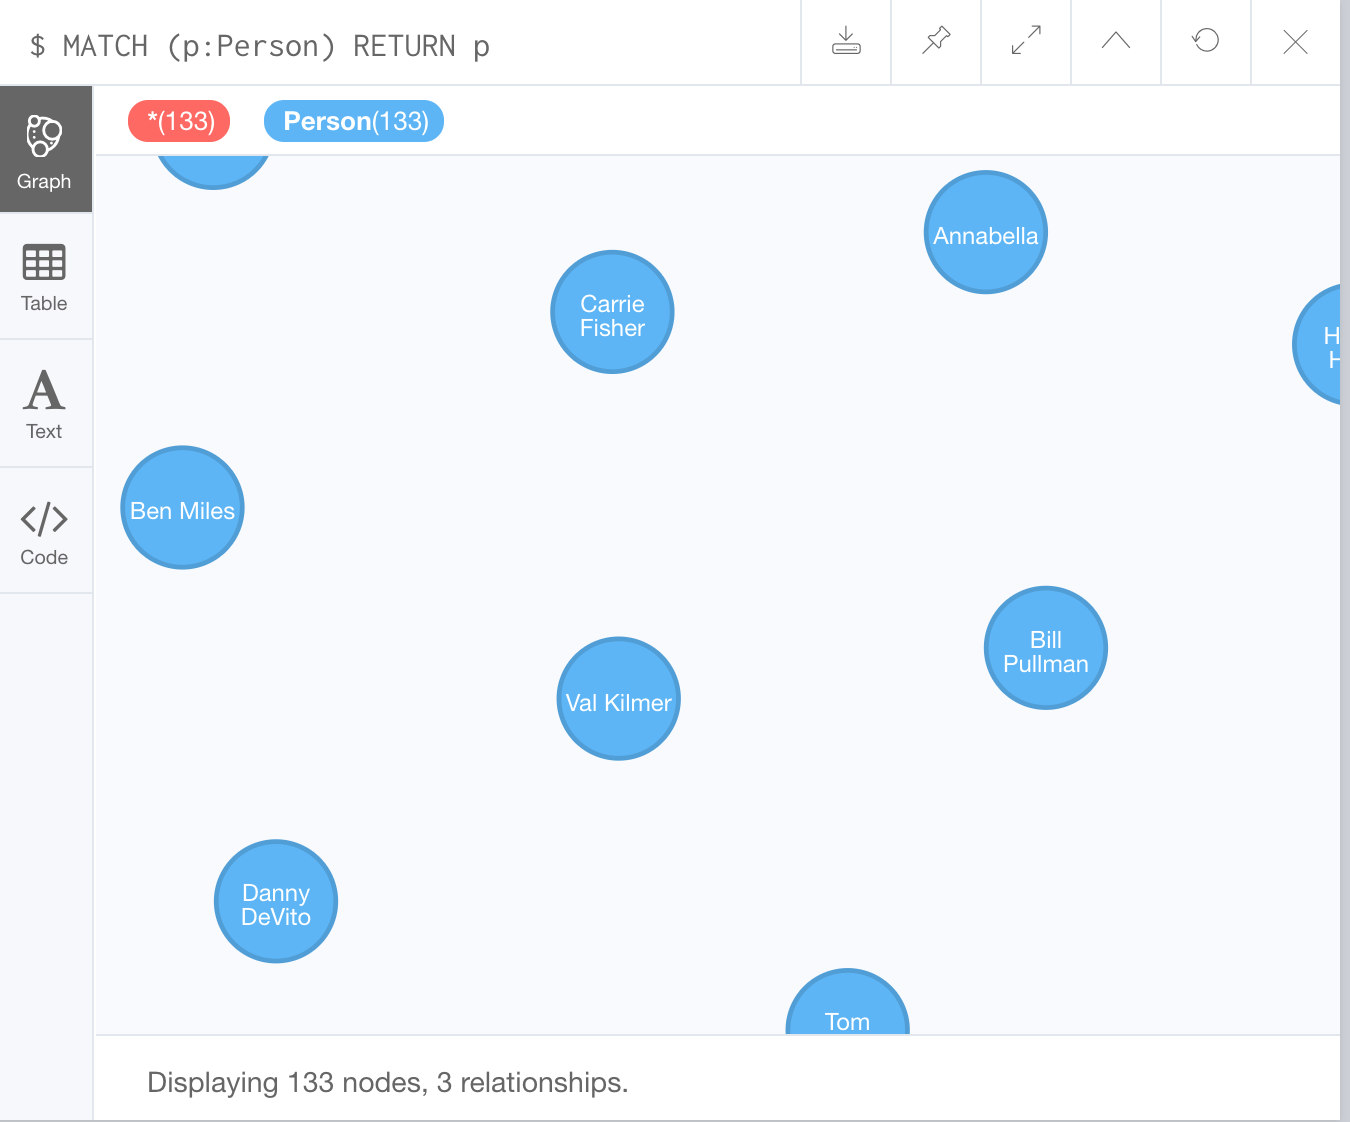 $ MATCH (p:Person) RETURN p
*(133) Person(133)
Graph
Table
Text
Code
Annabella
Carrie
Fisher
H
H
Ben Miles
Bill
Pullman
Val Kilmer
Danny
DeVito
Tom
Displaying 133 nodes, 3 relationships.